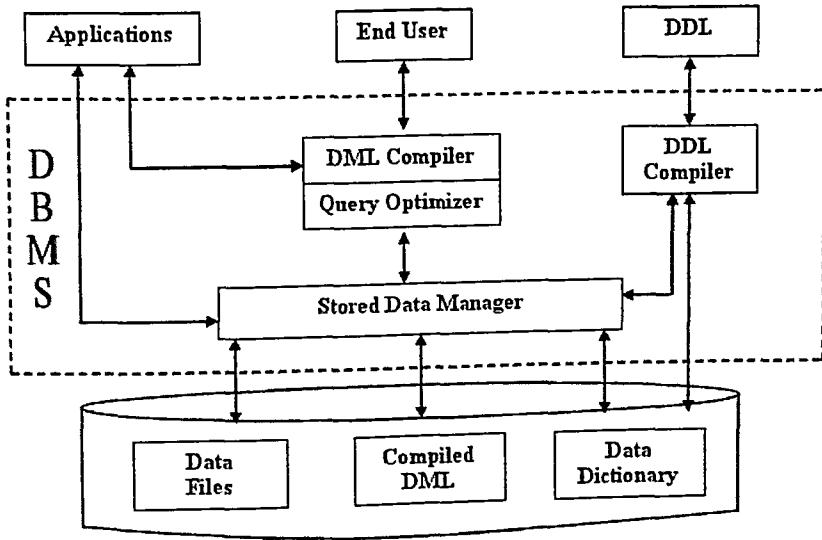 Applications
End User
DDL
D
B
M
S
DML Compiler
Query Optimizer
DDL
Compiler
Stored Data Manager
Data
Files
Compiled
DML
Data
Dictionary